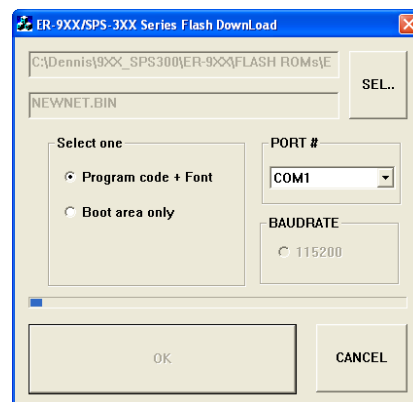 ER-9XX/SPS-3XX Series Flash DownLoad
C:\Dennis\9XX_SPS300\ER-9XX\FLASH ROMs\E
SEL..
NEWNET.BIN
Select one
PORT #
Program code + Font
COM1
Boot area only
BAUDRATE
115200
OK
CANCEL